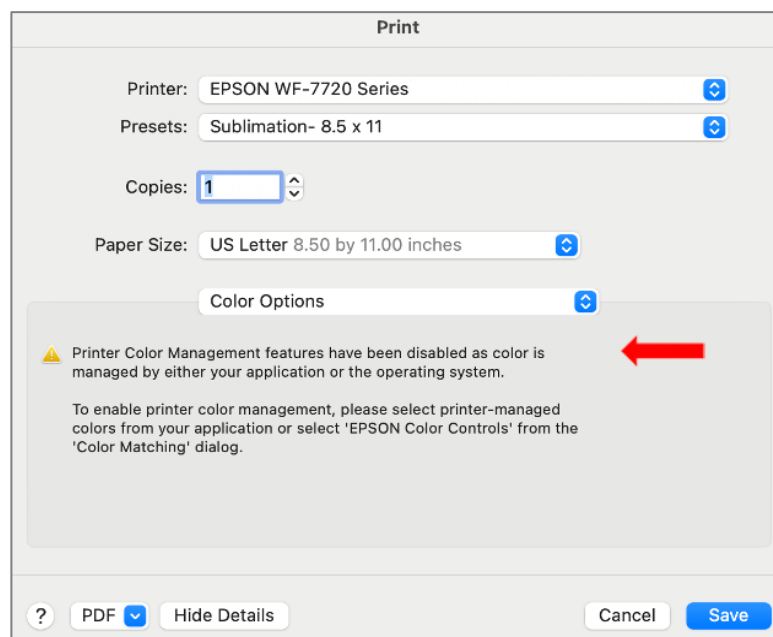 Print
Printer: EPSON WF-7720 Series
Presets: Sublimation- 8.5 x 11
Copies: 1
Paper Size: US Letter 8.50 by 11.00 inches
Color Options
Printer Color Management features have been disabled as color is
managed by either your application or the operating system.
To enable printer color management, please select printer-managed
colors from your application or select 'EPSON Color Controls' from the
'Color Matching' dialog.
? PDF Hide Details Cancel Save